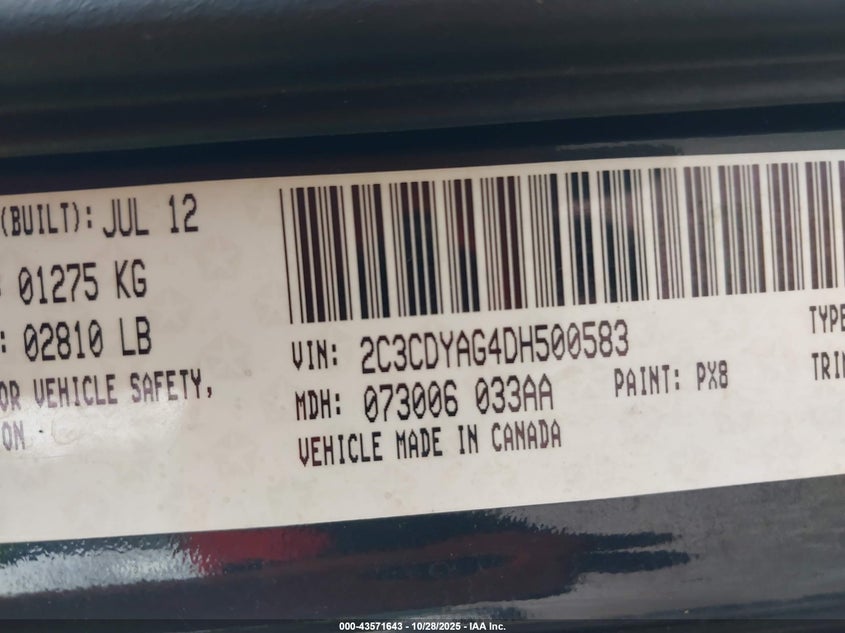 (BUILT): JUL 12
01275 KG
02810 LB
OR VEHICLE SAFETY,
ON
VIN: 2C3CDYAG4DH500583
MDH: 073006 033AA
PAINT: PX8
VEHICLE MADE IN CANADA
TYPE
TRIM
000-43571643 - 10/28/2025 - IAA Inc.